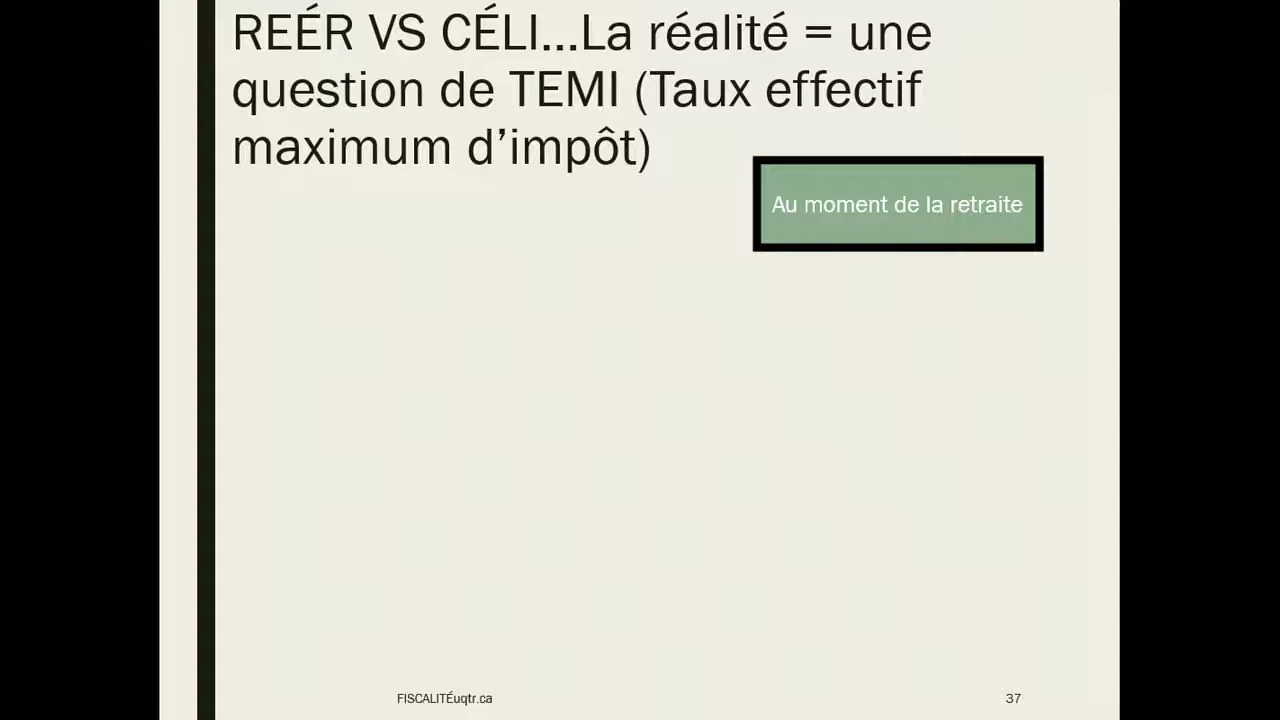 REÉR VS CÉLI...La réalité = une
question de TEMI (Taux effectif
maximum d’impôt)
Au moment de la retraite
FISCALITÉuqtr.ca
37